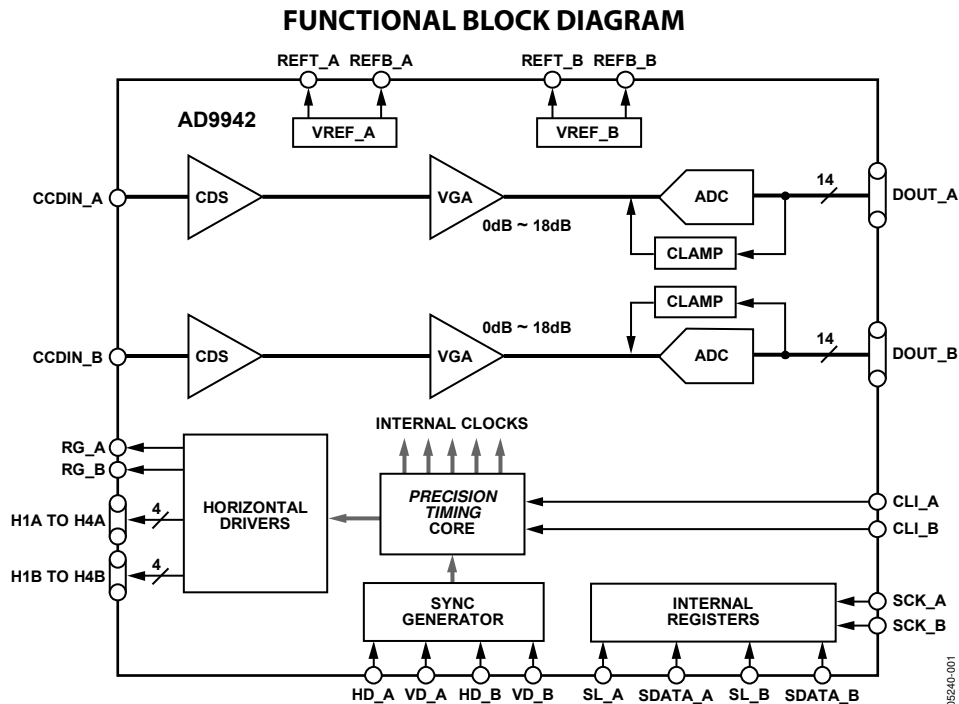 FUNCTIONAL BLOCK DIAGRAM
REFT_A REFB_A REFT_B REFB_B
AD9942
VREF_A VREF_B
CCDIN_A CDS VGA ADC 14 DOUT_A
0dB ~ 18dB
CLAMP
CLAMP
0dB ~ 18dB
CCDIN_B CDS VGA ADC 14 DOUT_B
INTERNAL CLOCKS
RG_A
RG_B
HORIZONTAL
DRIVERS
PRECISION
TIMING
CORE
CLI_A
CLI_B
H1A TO H4A 4
H1B TO H4B 4
SYNC
GENERATOR
INTERNAL
REGISTERS
SCK_A
SCK_B
HD_A VD_A HD_B VD_B SL_A SDATA_A SL_B SDATA_B
05240-001